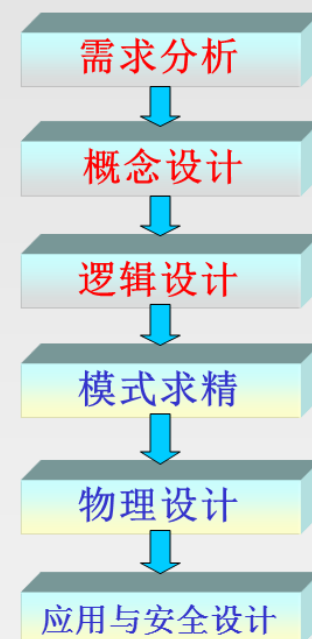 需求分析
概念设计
逻辑设计
模式求精
物理设计
应用与安全设计